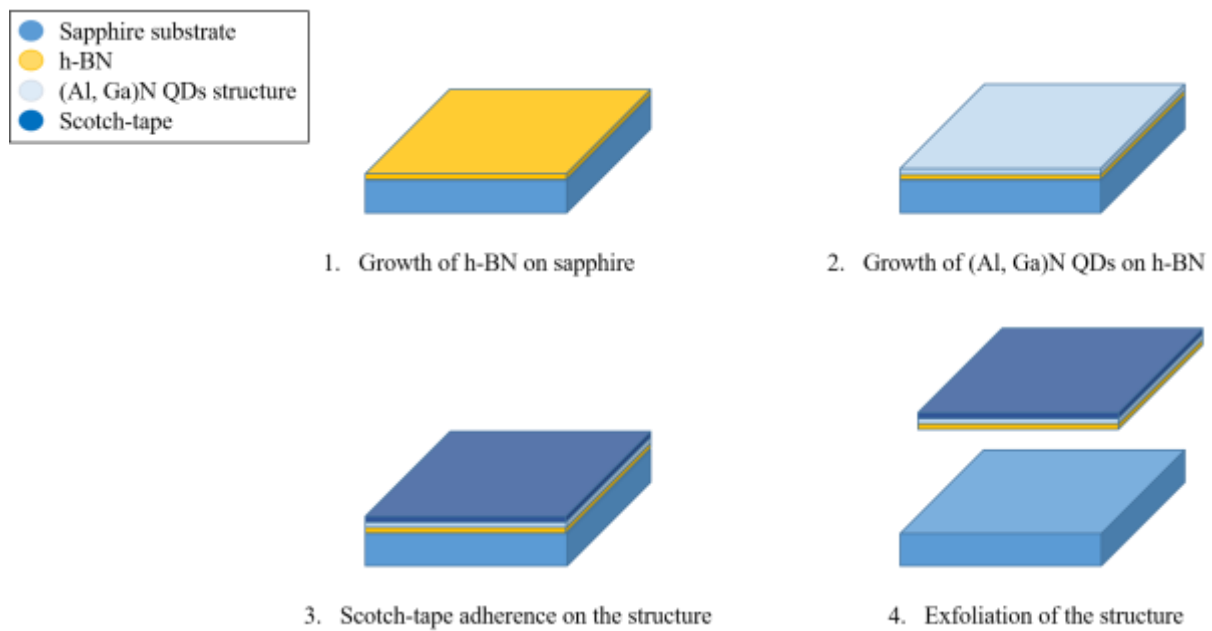 Sapphire substrate
h-BN
(Al, Ga)N QDs structure
Scotch-tape
1. Growth of h-BN on sapphire
2. Growth of (Al, Ga)N QDs on h-BN
3. Scotch-tape adherence on the structure
4. Exfoliation of the structure